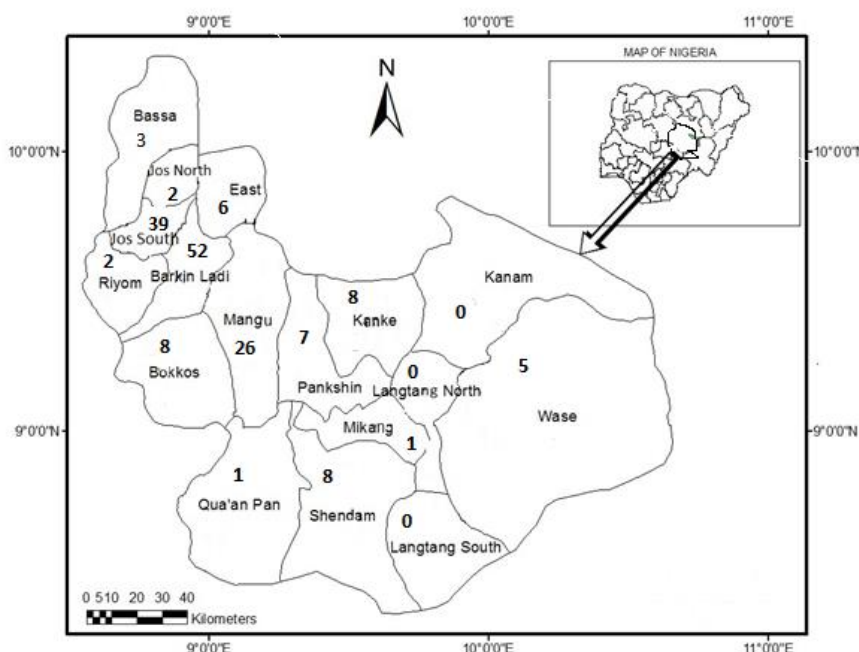 9°0'0"E
10°0'0"E
11°0'0"E
MAP OF NIGERIA
N
10°0'0"N
10°0'0"N
Bassa
3
Jos North
2
East
6
39
Jos South
52
Barkin Ladi
2
Riyom
Kanam
0
8
Kanke
Mangu
26
7
Pankshin
8
Bokkos
0
Langtang North
5
Wase
9°0'0"N
9°0'0"N
Mikang
1
1
Qua'an Pan
8
Shendam
0
Langtang South
0 5 10 20 30 40
Kilometers
9°0'0"E
10°0'0"E
11°0'0"E